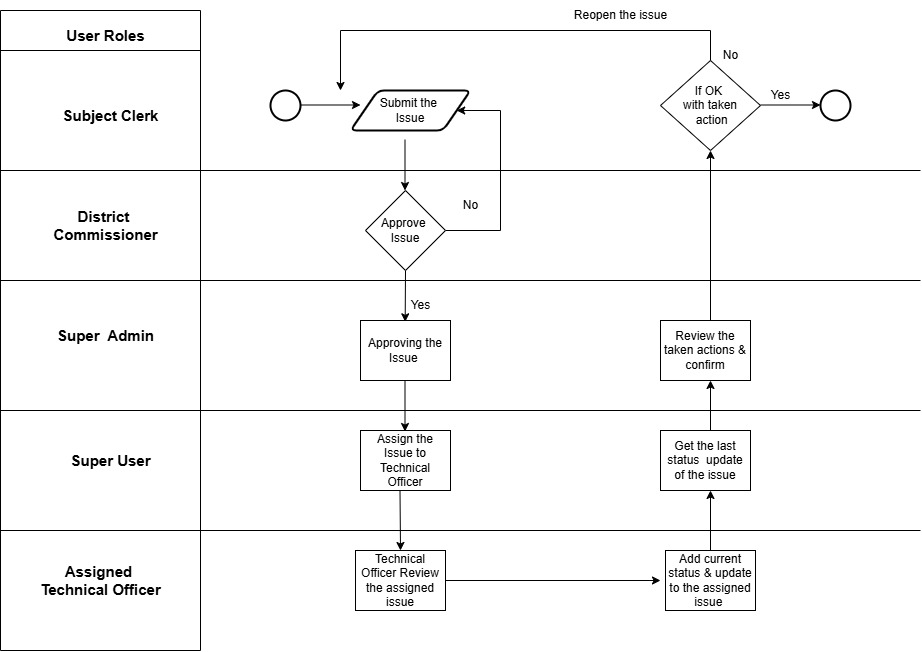 Reopen the issue
User Roles
No
Subject Clerk
Submit the
Issue
If OK
with taken
action
Yes
District
Commissioner
Approve
Issue
No
Yes
Super  Admin
Approving the
Issue
Review the
taken actions &
confirm
Super User
Assign the
Issue to
Technical
Officer
Get the last
status  update
of the issue
Assigned
Technical Officer
Technical
Officer Review
the assigned
issue
Add current
status & update
to the assigned
issue